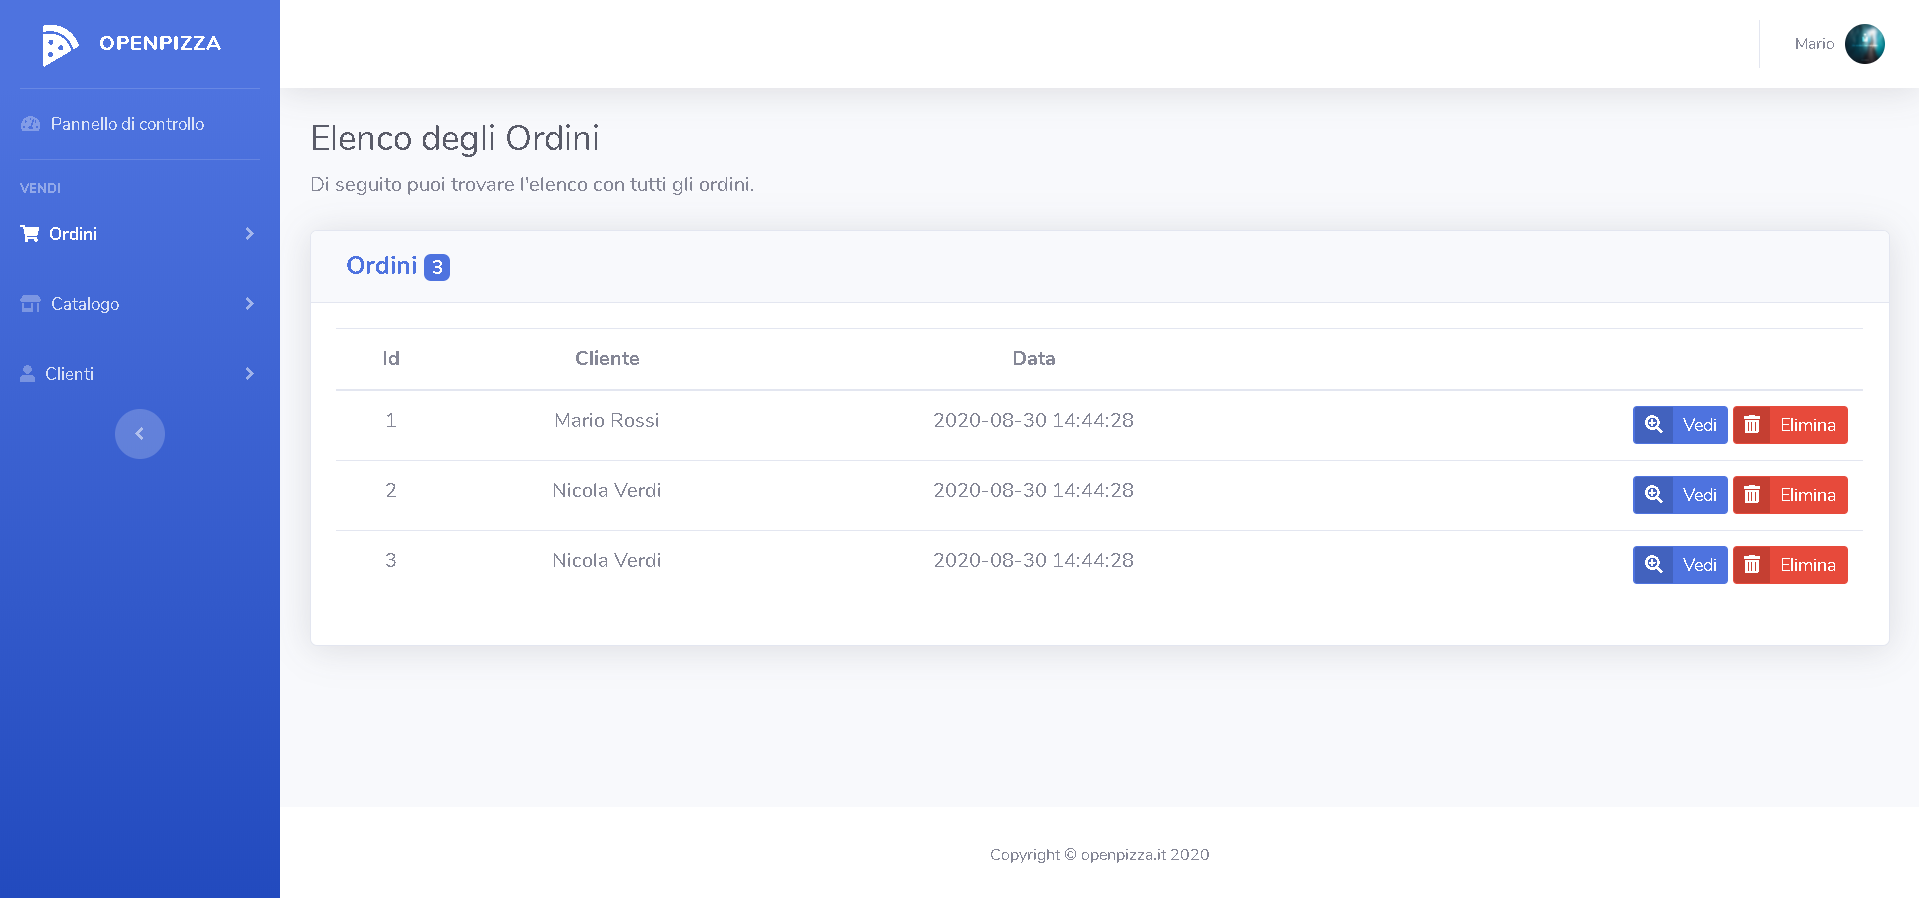 OPENPIZZA
Mario
Pannello di controllo
VENDI
Ordini
Catalogo
Clienti
Elenco degli Ordini
Di seguito puoi trovare l'elenco con tutti gli ordini.
Ordini 3
Id Cliente Data
1 Mario Rossi 2020-08-30 14:44:28 Vedi Elimina
2 Nicola Verdi 2020-08-30 14:44:28 Vedi Elimina
3 Nicola Verdi 2020-08-30 14:44:28 Vedi Elimina
Copyright © openpizza.it 2020